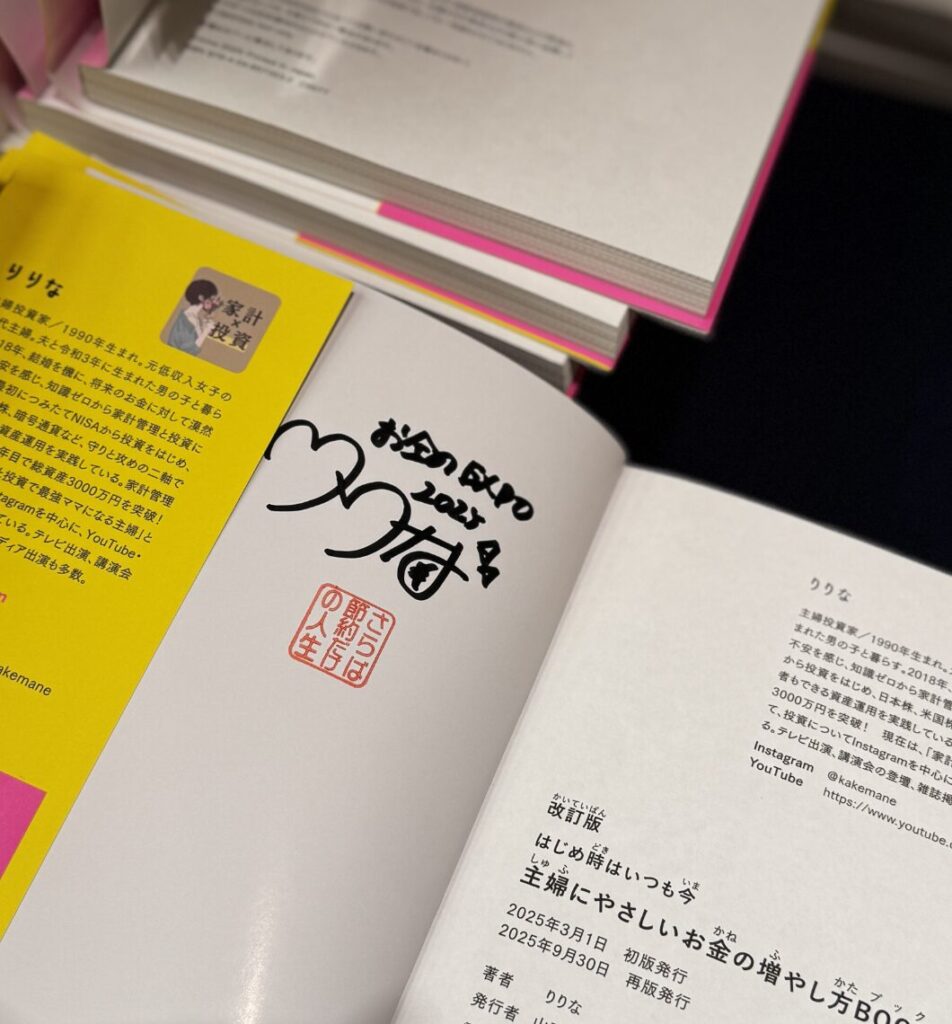 りりな
家計
×
投資
婦投資家／1990年生まれ。元低収入女子の
代主婦。夫と令和3年に生まれた男の子と暮ら
18年、結婚を機に、将来のお金に対して漠然
安を感じ、知識ゼロから家計管理と投資に
最初につみたてNISAから投資をはじめ、
株、暗号通貨など、守りと攻めの二軸で
資産運用を実践している。家計管理
年目で総資産3000万円を突破！
と投資で最強ママになる主婦」と
stagramを中心に、YouTube・
ている。テレビ出演、講演会
ディア出演も多数。
akemane
お金のEXPO
2025
さらば
節約だけ
の人生
りりな
主婦投資家／1990年生まれ。
まれた男の子と暮らす。2018年、
不安を感じ、知識ゼロから家計管
から投資をはじめ、日本株、米国株
者もできる資産運用を実践している
3000万円を突破！　現在は、「家計
て、投資についてInstagramを中心に
る。テレビ出演、講演会の登壇、雑誌掲
Instagram　@kakemane
YouTube　https://www.youtube.
かいていばん
改訂版
どき　いま
はじめ時はいつも今
しゅふ　かね　ふ　かた　ブック
主婦にやさしいお金の増やし方BOO
2025年3月1日　初版発行
2025年9月30日　再版発行
著者　りりな
発行者　山